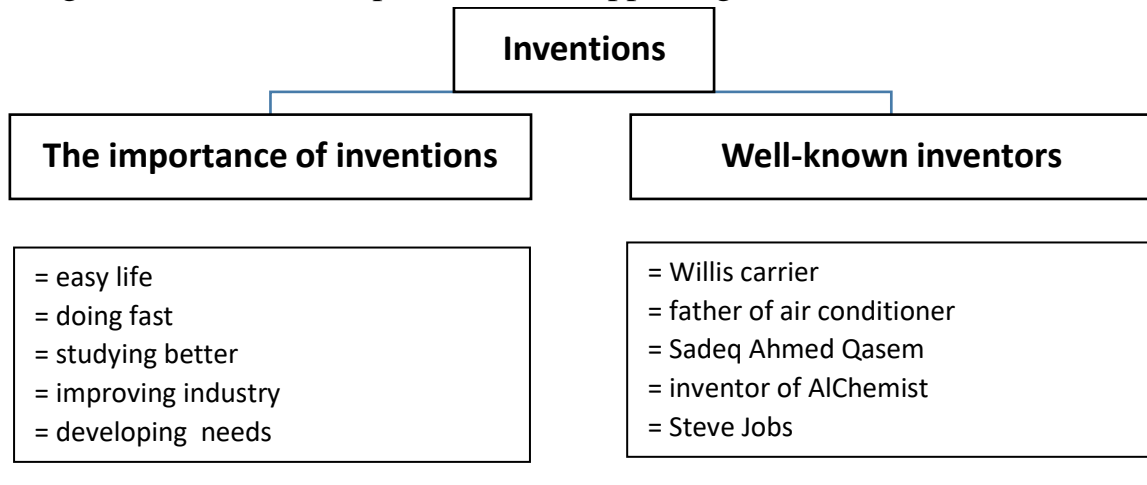 Inventions
The importance of inventions
Well-known inventors
= easy life
= doing fast
= studying better
= improving industry
= developing  needs
= Willis carrier
= father of air conditioner
= Sadeq Ahmed Qasem
= inventor of AlChemist
= Steve Jobs